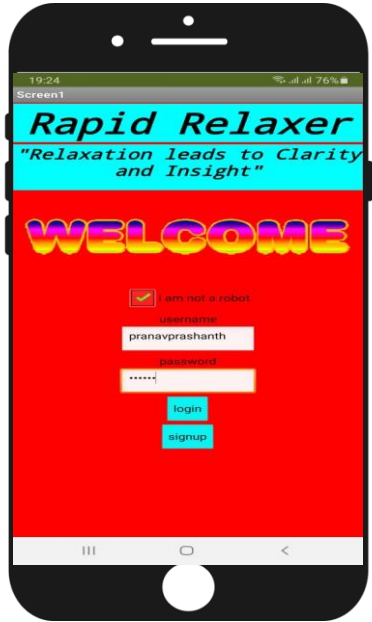 19:24 76%
Screen1
Rapid Relaxer
"Relaxation leads to Clarity
and Insight"
WELCOME
i am not a robot
username
pranavprashanth
password
••••••
login
signup